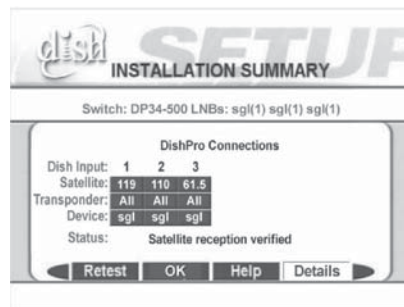 dish
SETUP
INSTALLATION SUMMARY
Switch: DP34-500 LNBs: sgl(1) sgl(1) sgl(1)
DishPro Connections
Dish Input: 1 2 3
Satellite: 119 110 61.5
Transponder: All All All
Device: sgl sgl sgl
Status: Satellite reception verified
Retest OK Help Details